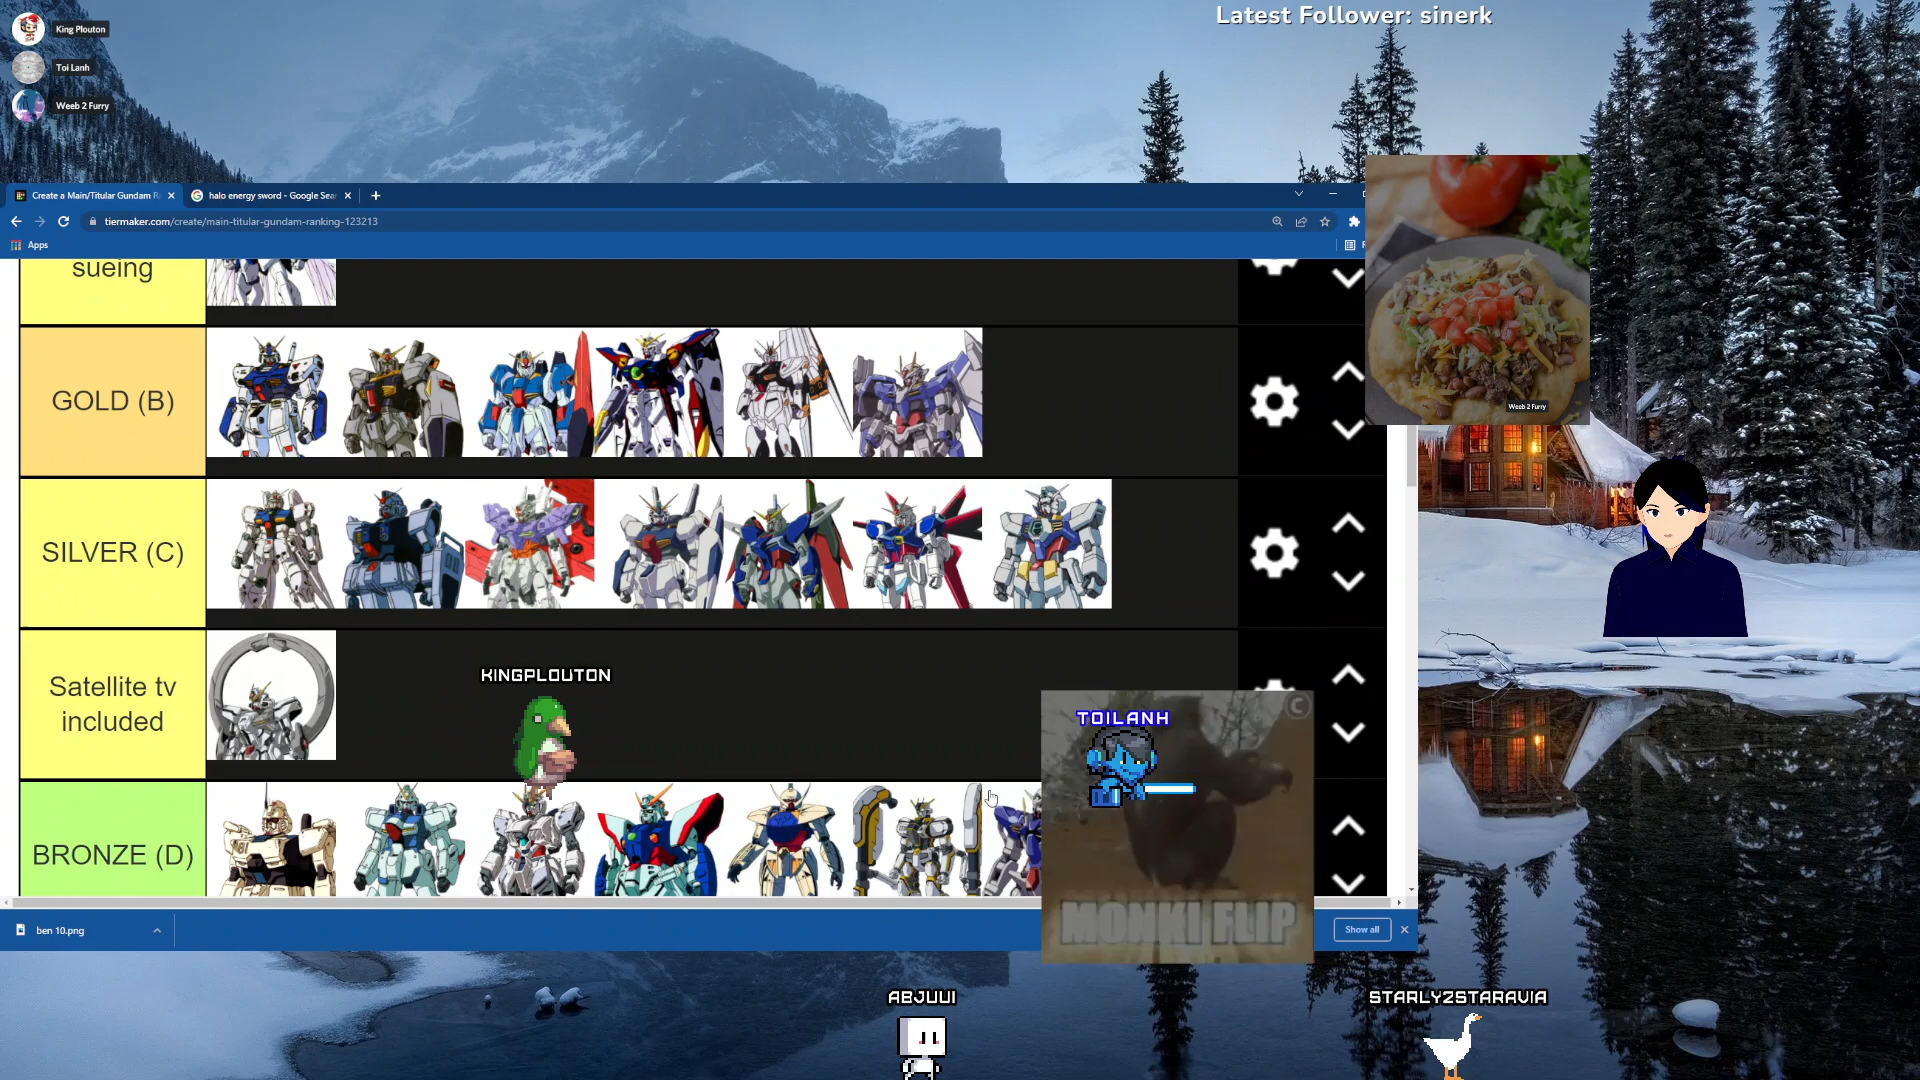 Latest Follower: sinerk
King Plouton
Toi Lanh
Weeb 2 Furry
Create a Main/Titular Gundam R
halo energy sword - Google Sea
tiermaker.com/create/main-titular-gundam-ranking-123213
Apps
sueing
GOLD (B)
Weeb 2 Furry
SILVER (C)
Satellite tv
included
KINGPLOUTON
TOILANH
BRONZE (D)
MONKI FLIP
ben 10.png
Show all
ABJUUI
STARLY2STARAVIA